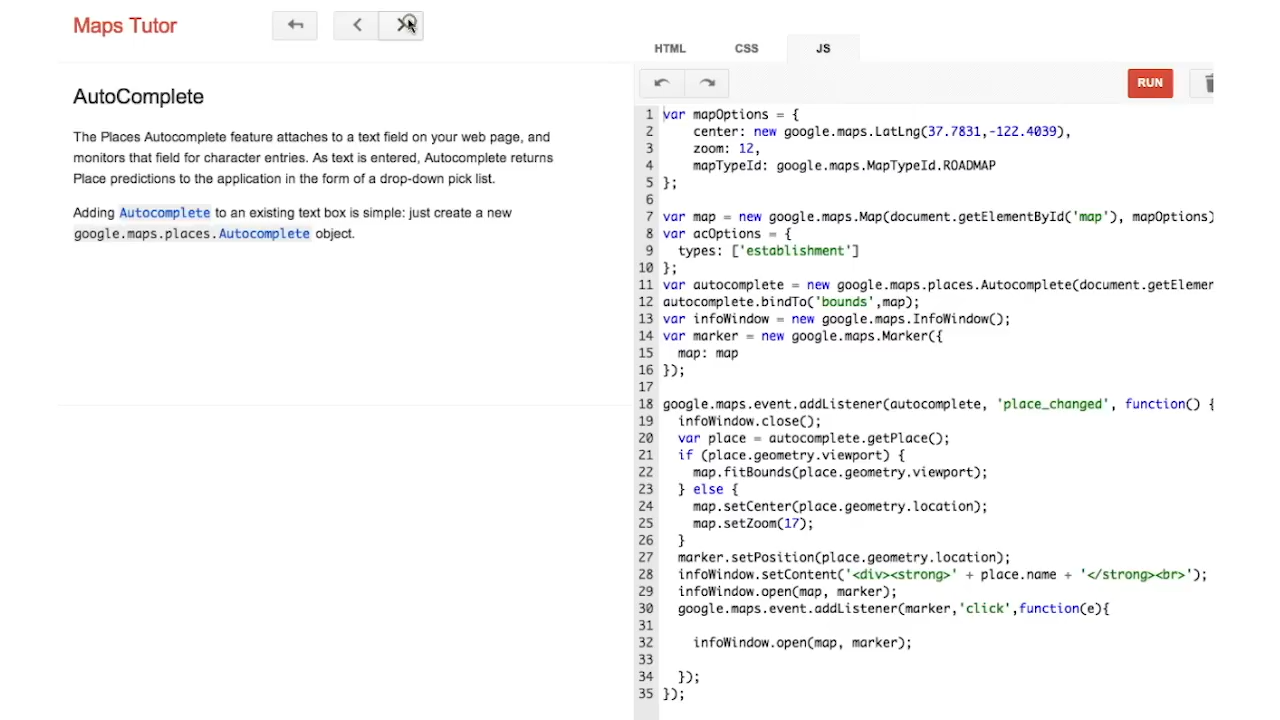 Maps Tutor
AutoComplete
The Places Autocomplete feature attaches to a text field on your web page, and
monitors that field for character entries. As text is entered, Autocomplete returns
Place predictions to the application in the form of a drop-down pick list.
Adding Autocomplete to an existing text box is simple: just create a new
google.maps.places.Autocomplete object.
HTML CSS JS
RUN
1 var mapOptions = {
2 center: new google.maps.LatLng(37.7831,-122.4039),
3 zoom: 12,
4 mapTypeId: google.maps.MapTypeId.ROADMAP
5 };
6
7 var map = new google.maps.Map(document.getElementById('map'), mapOptions)
8 var acOptions = {
9 types: ['establishment']
10 };
11 var autocomplete = new google.maps.places.Autocomplete(document.getElemen
12 autocomplete.bindTo('bounds',map);
13 var infoWindow = new google.maps.InfoWindow();
14 var marker = new google.maps.Marker({
15 map: map
16 });
17
18 google.maps.event.addListener(autocomplete, 'place_changed', function() {
19 infoWindow.close();
20 var place = autocomplete.getPlace();
21 if (place.geometry.viewport) {
22 map.fitBounds(place.geometry.viewport);
23 } else {
24 map.setCenter(place.geometry.location);
25 map.setZoom(17);
26 }
27 marker.setPosition(place.geometry.location);
28 infoWindow.setContent('<div><strong>' + place.name + '</strong><br>');
29 infoWindow.open(map, marker);
30 google.maps.event.addListener(marker,'click',function(e){
31
32 infoWindow.open(map, marker);
33
34 });
35 });